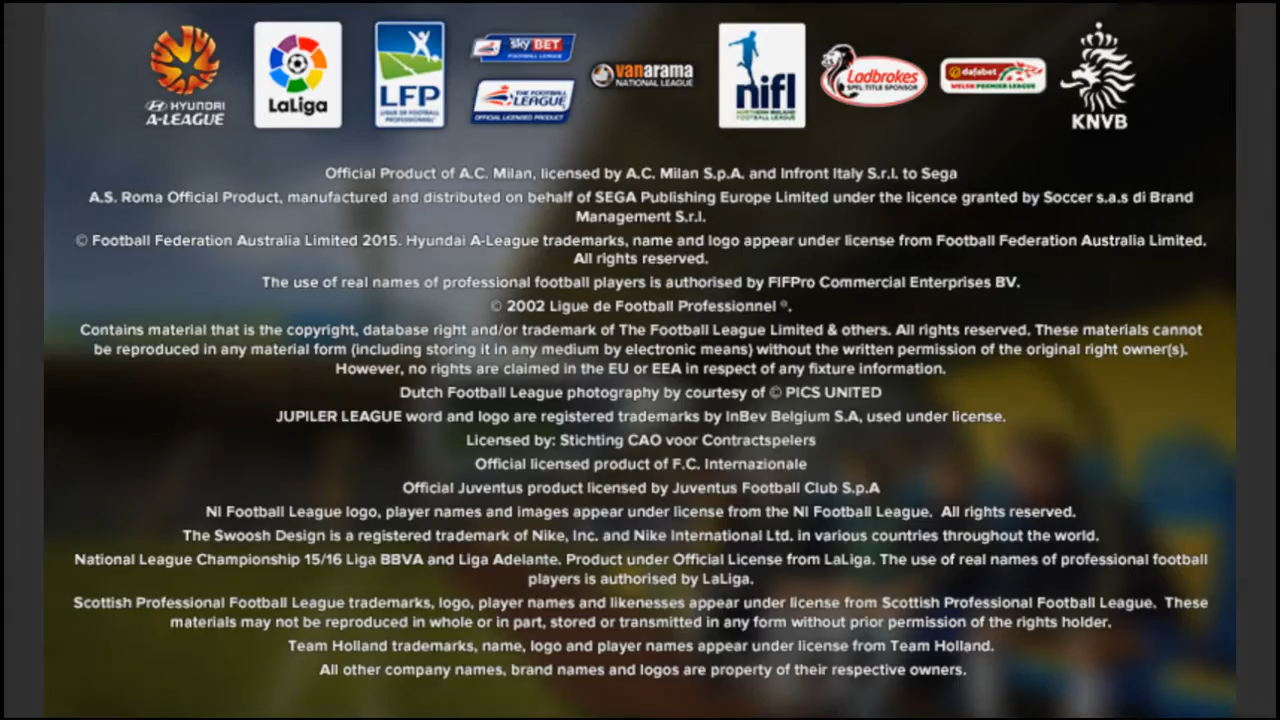 HYUNDAI
A-LEAGUE
LaLiga
LFP
LIGUE DE FOOTBALL
PROFESSIONNEL
sky BET
FOOTBALL LEAGUE
THE FOOTBALL
LEAGUE
OFFICIAL LICENSED PRODUCT
vanarama
NATIONAL LEAGUE
nifl
NORTHERN IRELAND
FOOTBALL LEAGUE
Ladbrokes
SPFL TITLE SPONSOR
dafabet
WELSH PREMIER LEAGUE
KNVB
Official Product of A.C. Milan, licensed by A.C. Milan S.p.A. and Infront Italy S.r.l. to Sega
A.S. Roma Official Product, manufactured and distributed on behalf of SEGA Publishing Europe Limited under the licence granted by Soccer s.a.s di Brand
Management S.r.l.
© Football Federation Australia Limited 2015. Hyundai A-League trademarks, name and logo appear under license from Football Federation Australia Limited.
All rights reserved.
The use of real names of professional football players is authorised by FIFPro Commercial Enterprises BV.
© 2002 Ligue de Football Professionnel ®.
Contains material that is the copyright, database right and/or trademark of The Football League Limited & others. All rights reserved. These materials cannot
be reproduced in any material form (including storing it in any medium by electronic means) without the written permission of the original right owner(s).
However, no rights are claimed in the EU or EEA in respect of any fixture information.
Dutch Football League photography by courtesy of © PICS UNITED
JUPILER LEAGUE word and logo are registered trademarks by InBev Belgium S.A, used under license.
Licensed by: Stichting CAO voor Contractspelers
Official licensed product of F.C. Internazionale
Official Juventus product licensed by Juventus Football Club S.p.A
NI Football League logo, player names and images appear under license from the NI Football League. All rights reserved.
The Swoosh Design is a registered trademark of Nike, Inc. and Nike International Ltd. in various countries throughout the world.
National League Championship 15/16 Liga BBVA and Liga Adelante. Product under Official License from LaLiga. The use of real names of professional football
players is authorised by LaLiga.
Scottish Professional Football League trademarks, logo, player names and likenesses appear under license from Scottish Professional Football League. These
materials may not be reproduced in whole or in part, stored or transmitted in any form without prior permission of the rights holder.
Team Holland trademarks, name, logo and player names appear under license from Team Holland.
All other company names, brand names and logos are property of their respective owners.